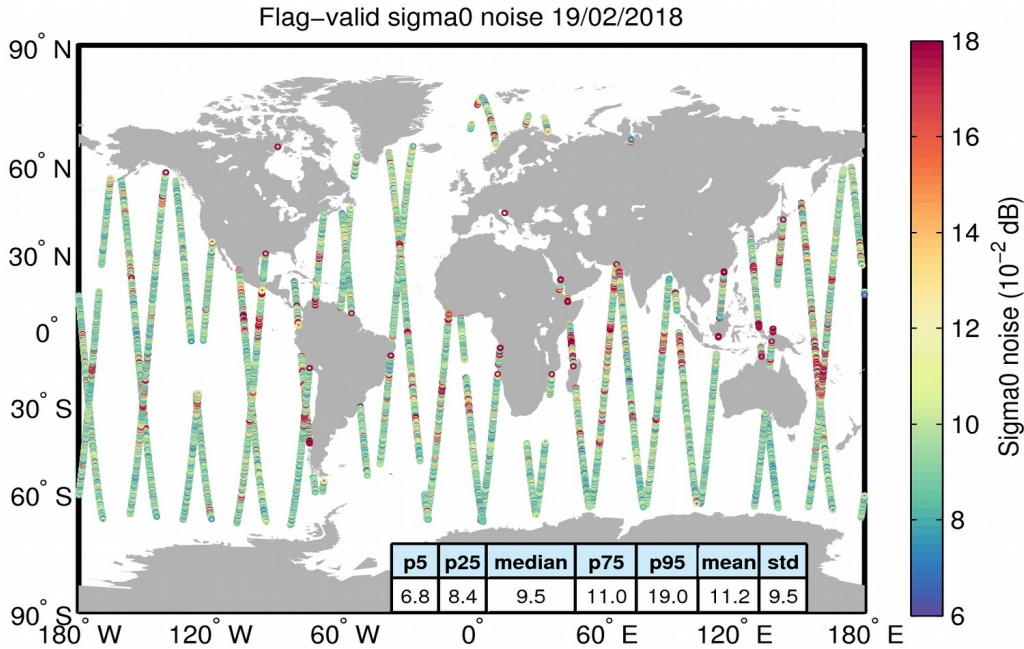 Flag−valid sigma0 noise 19/02/2018
90° N
60° N
30° N
0°
30° S
60° S
90° S
180° W
120° W
60° W
0°
60° E
120° E
180° E
p5 p25 median p75 p95 mean std
6.8 8.4 9.5 11.0 19.0 11.2 9.5
18
16
14
12
10
8
6
Sigma0 noise (10⁻² dB)